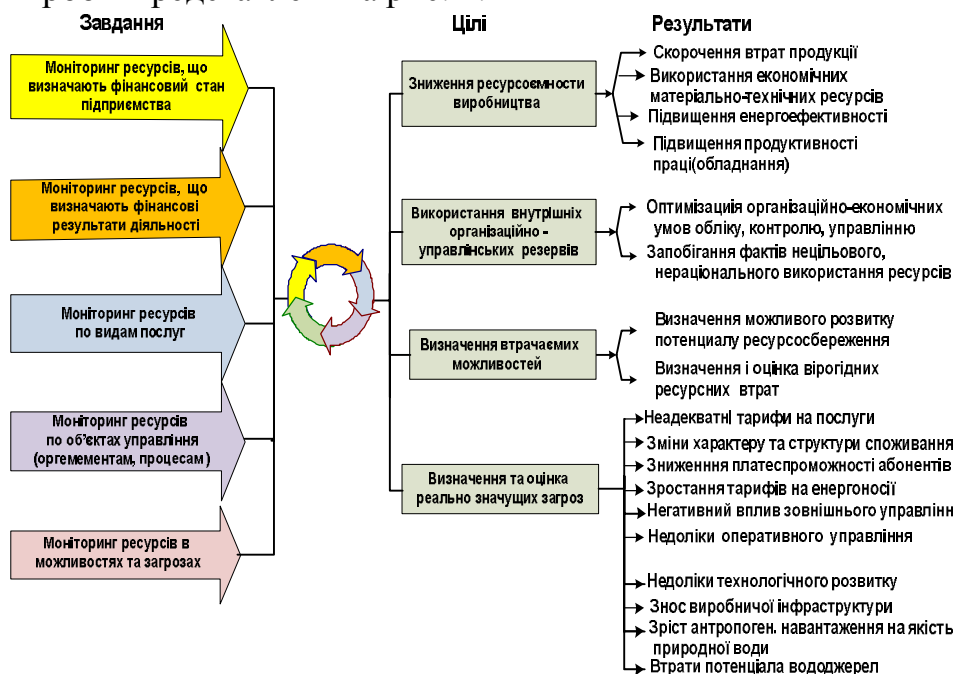 Завдання
Цілі
Результати
Моніторинг ресурсів, що
визначають фінансовий стан
підприємства
Моніторинг ресурсів, що
визначають фінансові
результати діяльності
Моніторинг ресурсів
по видам послуг
Моніторинг ресурсів
по об'єктах управління
(оргемементам, процесам)
Моніторинг ресурсів в
можливостях та загрозах
Зниження ресурсоємности
виробництва
Використання внутрішніх
організаційно -
управлінських резервів
Визначення втрачаємих
можливостей
Визначення та оцінка
реально значущих загроз
Скорочення втрат продукції
Використання економічних
матеріально-технічних ресурсів
Підвищення енергоефективності
Підвищення продуктивності
праці(обладнання)
Оптимізациія організаційно-економічних
умов обліку, контролю, управлінню
Запобігання фактів нецільового,
нераціонального використання ресурсів
Визначення можливого розвитку
потенциалу ресурсосбереження
Визначення і оцінка вірогідних
ресурсних втрат
Неадекватні тарифи на послуги
Зміни характеру та структури споживання
Зниженння платеспроможності абонентів
Зростання тарифів на енергоносії
Негативний вплив зовнішнього управлінн
Недоліки оперативного управління
Недоліки технологічного розвитку
Знос виробничої інфраструктури
Зріст антропоген. навантаження на якість
природної води
Втрати потенціала вододжерел